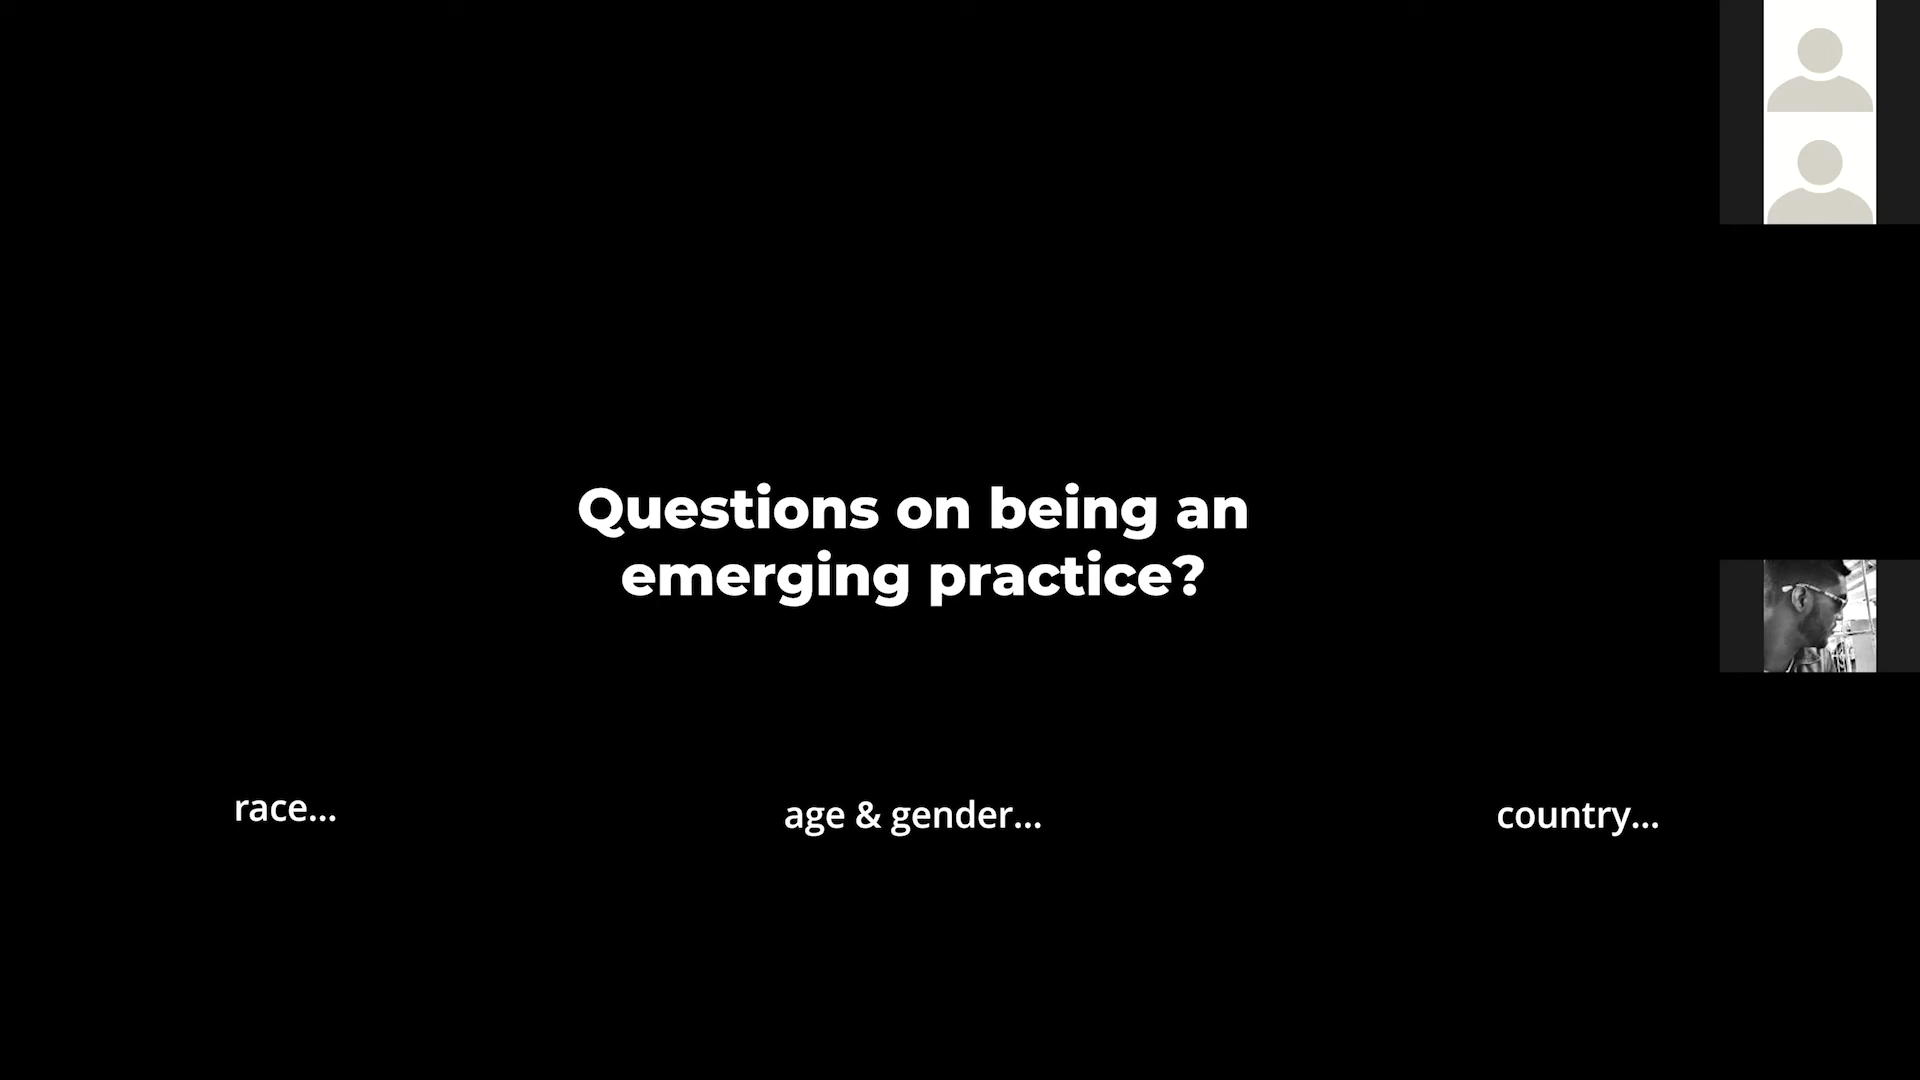 Questions on being an
emerging practice?
race...
age & gender...
country...